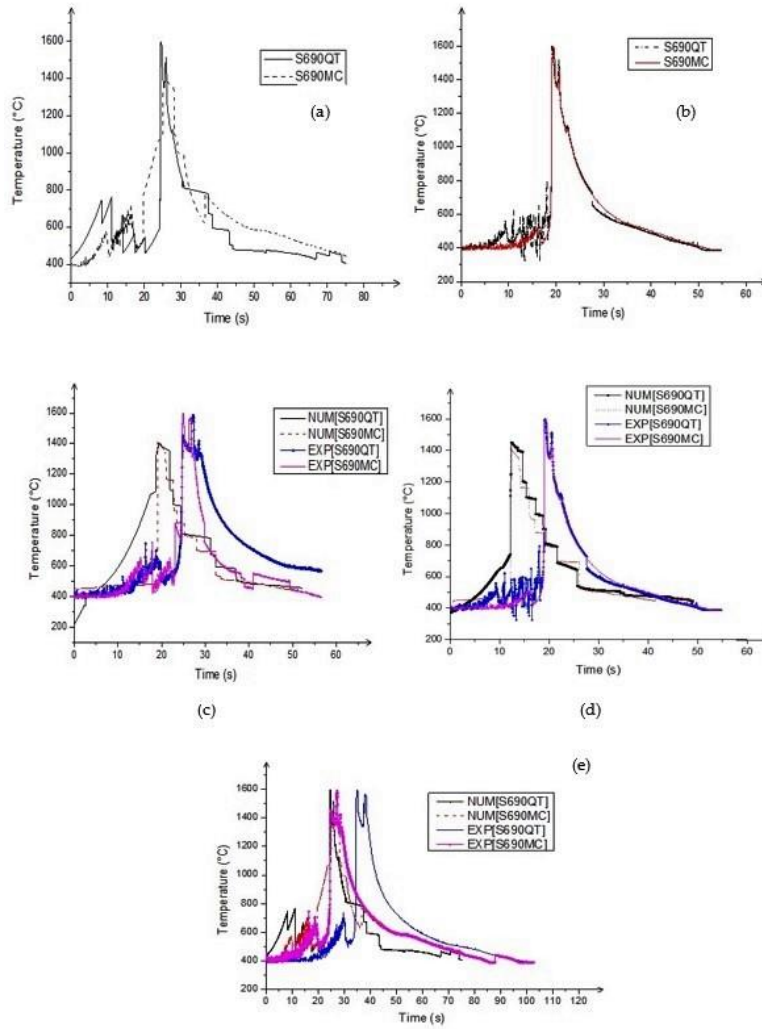 S690QT
S690MC
(a)
Temperature (°C)
1600
1400
1200
1000
800
600
400
0 10 20 30 40 50 60 70 80
Time (s)
S690QT
S690MC
(b)
Temperature (°C)
1600
1400
1200
1000
800
600
400
200
0 10 20 30 40 50 60
Time (s)
NUM[S690QT]
NUM[S690MC]
EXP[S690QT]
EXP[S690MC]
Temperature (°C)
1600
1400
1200
1000
800
600
400
200
0 10 20 30 40 50 60
Time (s)
(c)
NUM[S690QT]
NUM[S690MC]
EXP[S690QT]
EXP[S690MC]
Temperature (°C)
1600
1400
1200
1000
800
600
400
200
0 10 20 30 40 50 60
Time (s)
(d)
(e)
NUM[S690QT]
NUM[S690MC]
EXP[S690QT]
EXP[S690MC]
Temperature (°C)
1600
1400
1200
1000
800
600
400
200
0 10 20 30 40 50 60 70 80 90 100 110 120
Time (s)